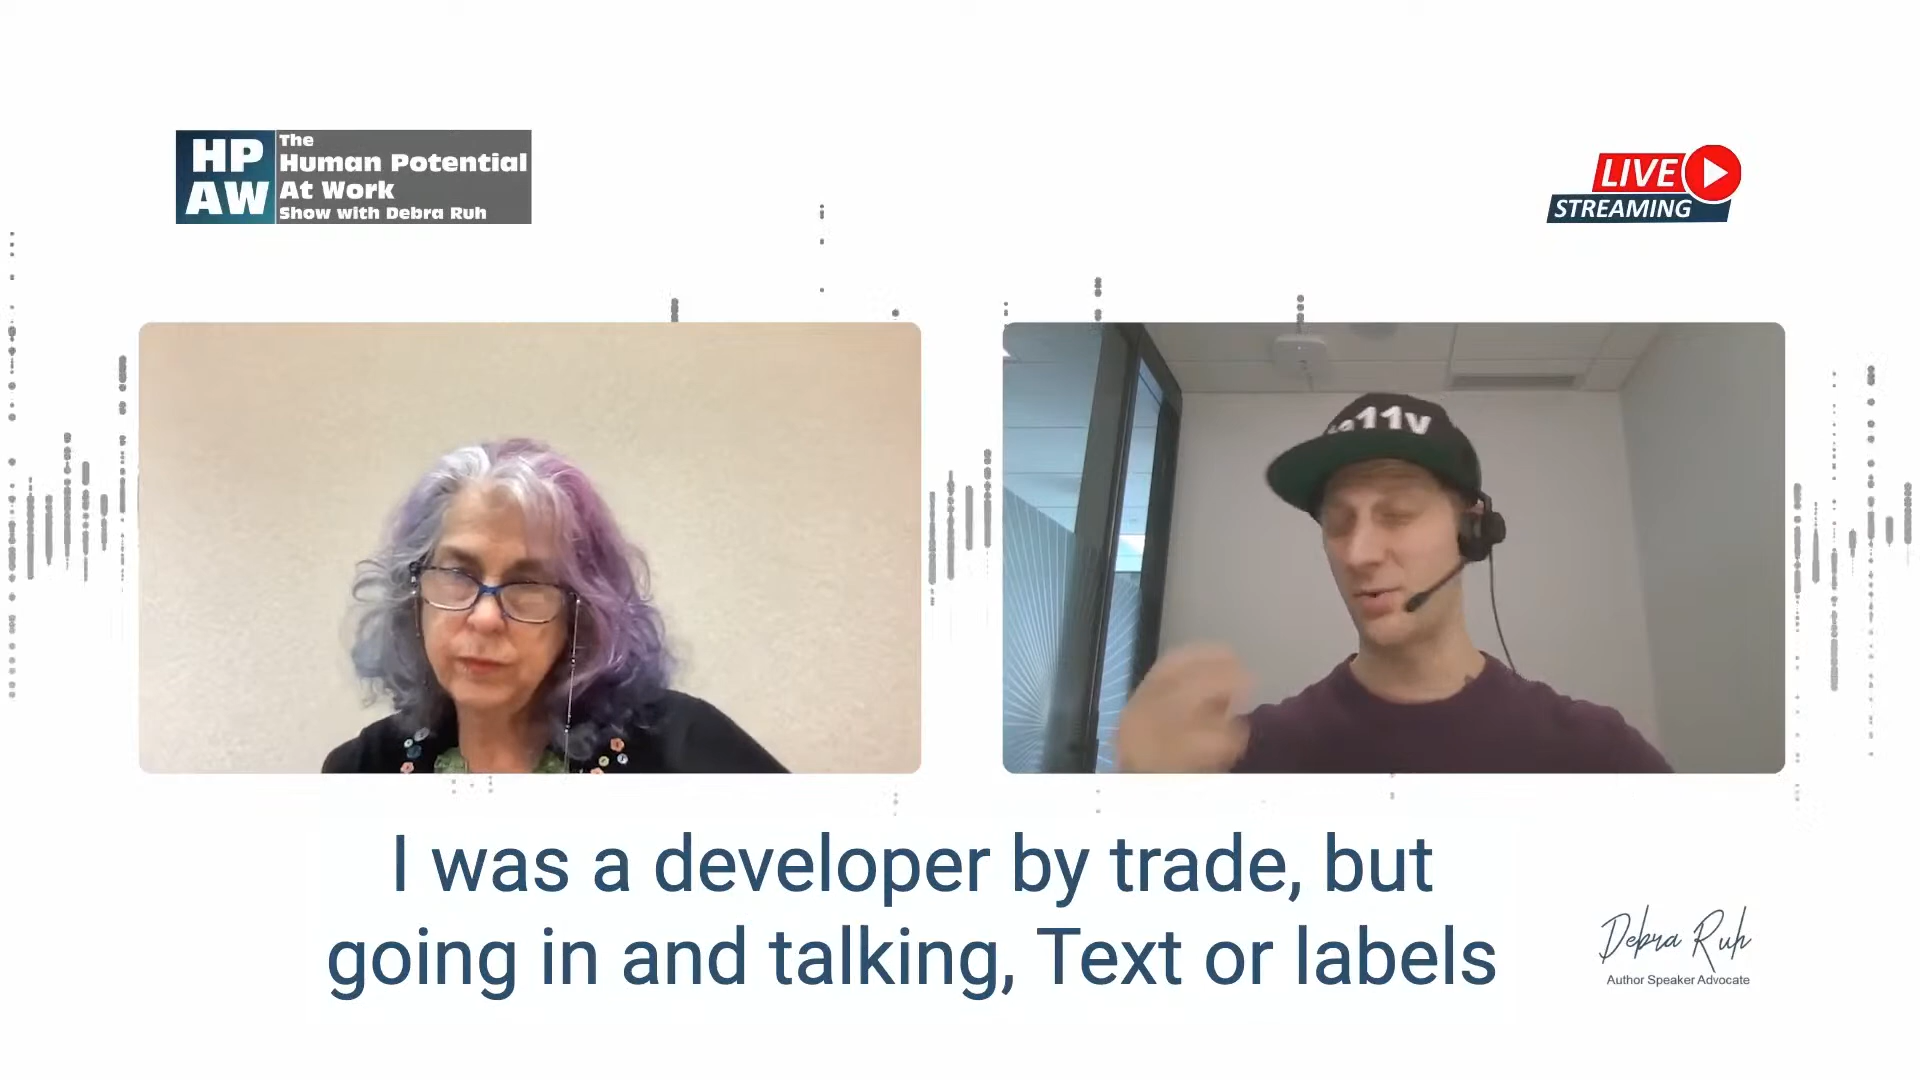 HP
AW
The
Human Potential
At Work
Show with Debra Ruh
LIVE
STREAMING
a11y
I was a developer by trade, but
going in and talking, Text or labels
Debra Ruh
Author Speaker Advocate